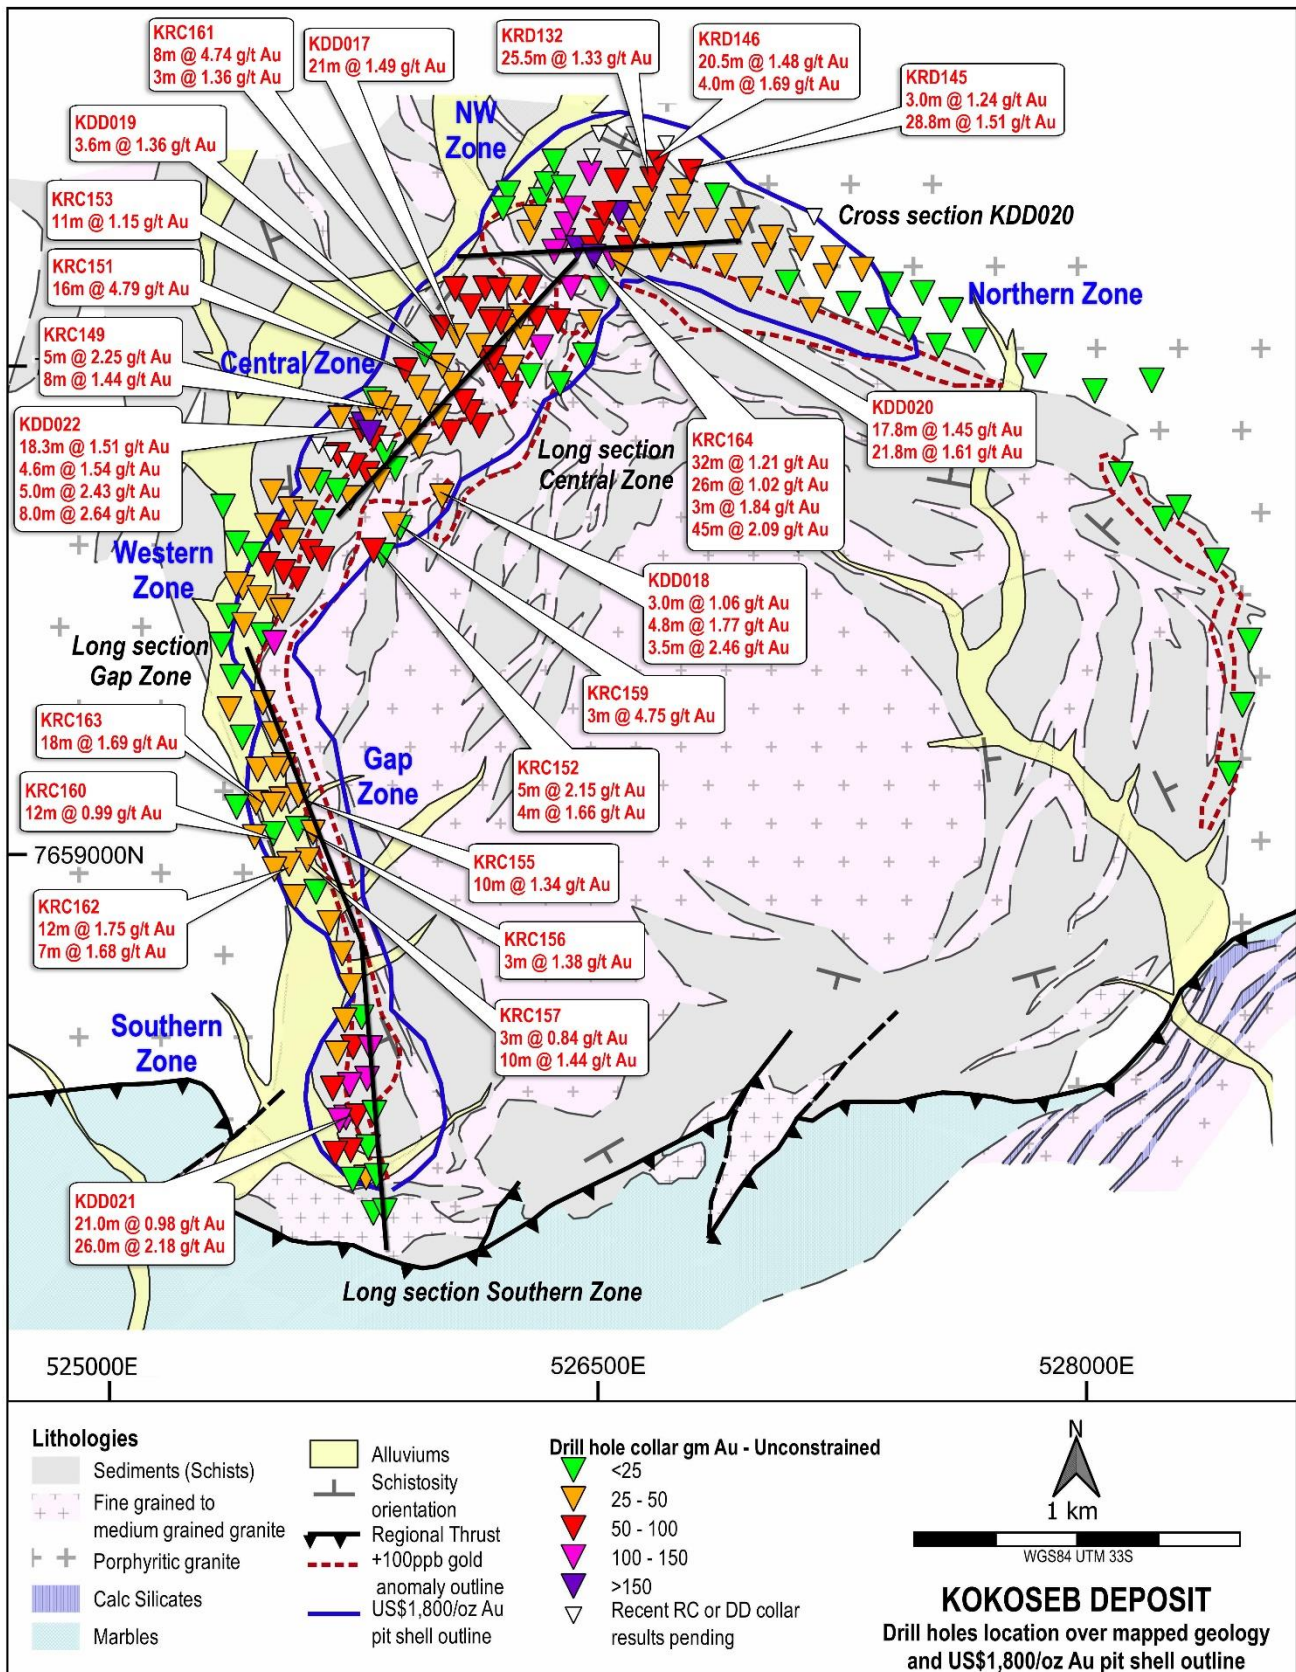 KRC161
8m @ 4.74 g/t Au
3m @ 1.36 g/t Au
KDD017
21m @ 1.49 g/t Au
KRD132
25.5m @ 1.33 g/t Au
KRD146
20.5m @ 1.48 g/t Au
4.0m @ 1.69 g/t Au
KRD145
3.0m @ 1.24 g/t Au
28.8m @ 1.51 g/t Au
KDD019
3.6m @ 1.36 g/t Au
NW
Zone
KRC153
11m @ 1.15 g/t Au
Cross section KDD020
KRC151
16m @ 4.79 g/t Au
Northern Zone
KRC149
5m @ 2.25 g/t Au
8m @ 1.44 g/t Au
Central Zone
KDD022
18.3m @ 1.51 g/t Au
4.6m @ 1.54 g/t Au
5.0m @ 2.43 g/t Au
8.0m @ 2.64 g/t Au
KDD020
17.8m @ 1.45 g/t Au
21.8m @ 1.61 g/t Au
Long section
Central Zone
KRC164
32m @ 1.21 g/t Au
26m @ 1.02 g/t Au
3m @ 1.84 g/t Au
45m @ 2.09 g/t Au
Western
Zone
KDD018
3.0m @ 1.06 g/t Au
4.8m @ 1.77 g/t Au
3.5m @ 2.46 g/t Au
Long section
Gap Zone
KRC159
3m @ 4.75 g/t Au
KRC163
18m @ 1.69 g/t Au
Gap
Zone
KRC152
5m @ 2.15 g/t Au
4m @ 1.66 g/t Au
KRC160
12m @ 0.99 g/t Au
7659000N
KRC155
10m @ 1.34 g/t Au
KRC162
12m @ 1.75 g/t Au
7m @ 1.68 g/t Au
KRC156
3m @ 1.38 g/t Au
KRC157
3m @ 0.84 g/t Au
10m @ 1.44 g/t Au
Southern
Zone
KDD021
21.0m @ 0.98 g/t Au
26.0m @ 2.18 g/t Au
Long section Southern Zone
525000E
526500E
528000E
Lithologies
Sediments (Schists)
Fine grained to
medium grained granite
Porphyritic granite
Calc Silicates
Marbles
Alluviums
Schistosity
orientation
Regional Thrust
+100ppb gold
anomaly outline
US$1,800/oz Au
pit shell outline
Drill hole collar gm Au - Unconstrained
<25
25 - 50
50 - 100
100 - 150
>150
Recent RC or DD collar
results pending
N
1 km
WGS84 UTM 33S
KOKOSEB DEPOSIT
Drill holes location over mapped geology
and US$1,800/oz Au pit shell outline